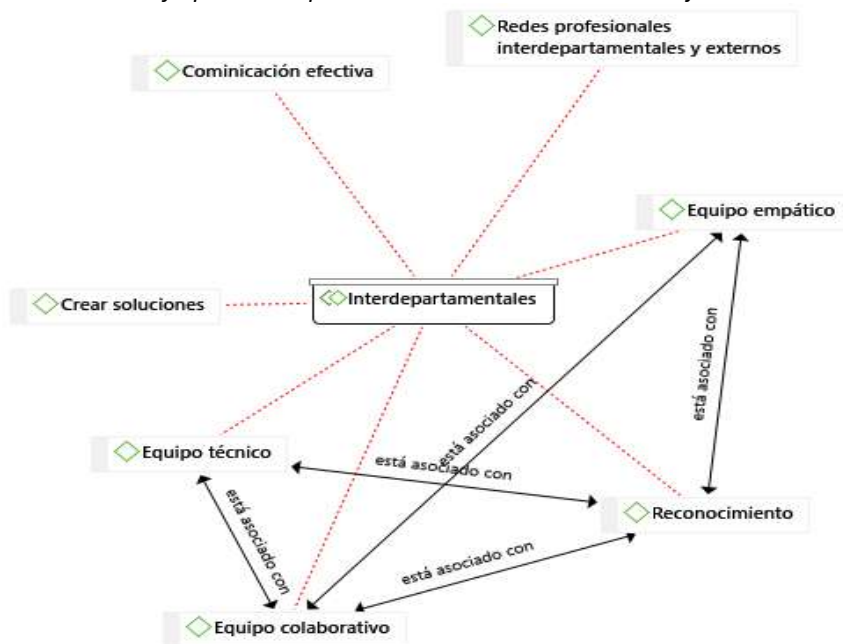 Redes profesionales
interdepartamentales y externos
Cominicación efectiva
Equipo empático
Interdepartamentales
Crear soluciones
está asociado con
está asociado con
Equipo técnico
está asociado con
está asociado con
Reconocimiento
está asociado con
Equipo colaborativo